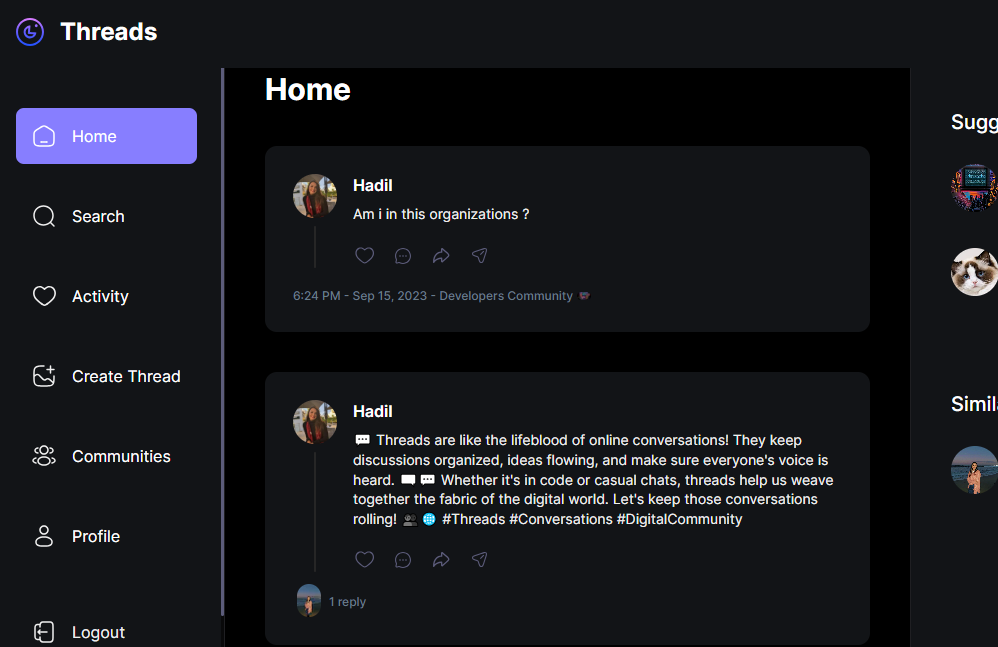 Threads
Home
Search
Activity
Create Thread
Communities
Profile
Logout
Home
Hadil
Am i in this organizations ?
6:24 PM - Sep 15, 2023 - Developers Community
Hadil
💬 Threads are like the lifeblood of online conversations! They keep
discussions organized, ideas flowing, and make sure everyone's voice is
heard. 🗨️ 💬 Whether it's in code or casual chats, threads help us weave
together the fabric of the digital world. Let's keep those conversations
rolling! 👥 🌐 #Threads #Conversations #DigitalCommunity
1 reply
Sugg
Simil